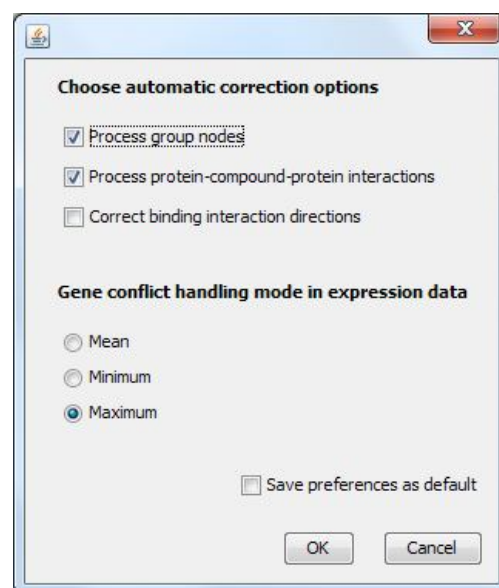 Choose automatic correction options
Process group nodes
Process protein-compound-protein interactions
Correct binding interaction directions
Gene conflict handling mode in expression data
Mean
Minimum
Maximum
Save preferences as default
OK Cancel